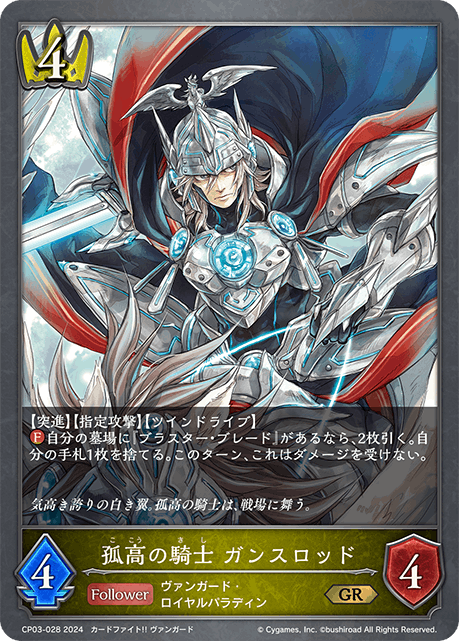 4
【突進】【指定攻撃】【ツインドライブ】
F 自分の墓場に『ブラスター・ブレード』があるなら、2枚引く。自
分の手札1枚を捨てる。このターン、これはダメージを受けない。
気高き誇りの白き翼。孤高の騎士は、戦場に舞う。
ここう さし
孤高の騎士 ガンスロッド
4
Follower
ヴァンガード・
ロイヤルパラディン
GR
4
CP03-028 2024 カードファイト!! ヴァンガード
© Cygames, Inc. ©bushiroad All Rights Reserved.